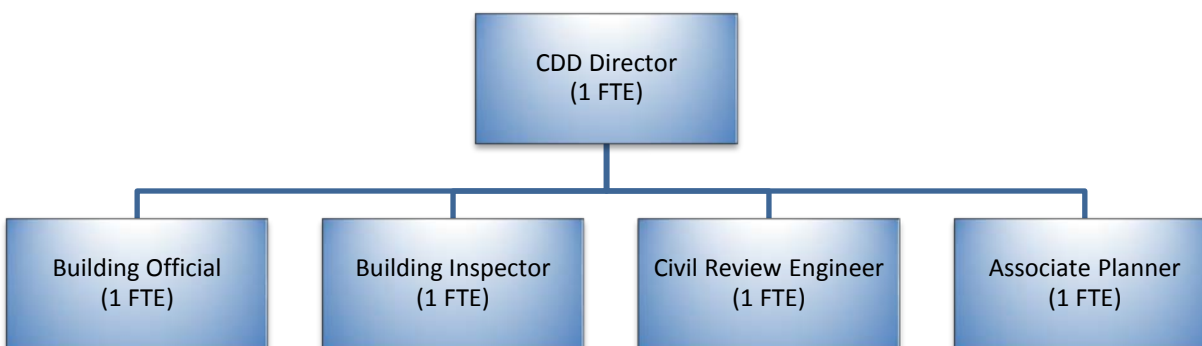 CDD Director
(1 FTE)
Building Official
(1 FTE)
Building Inspector
(1 FTE)
Civil Review Engineer
(1 FTE)
Associate Planner
(1 FTE)